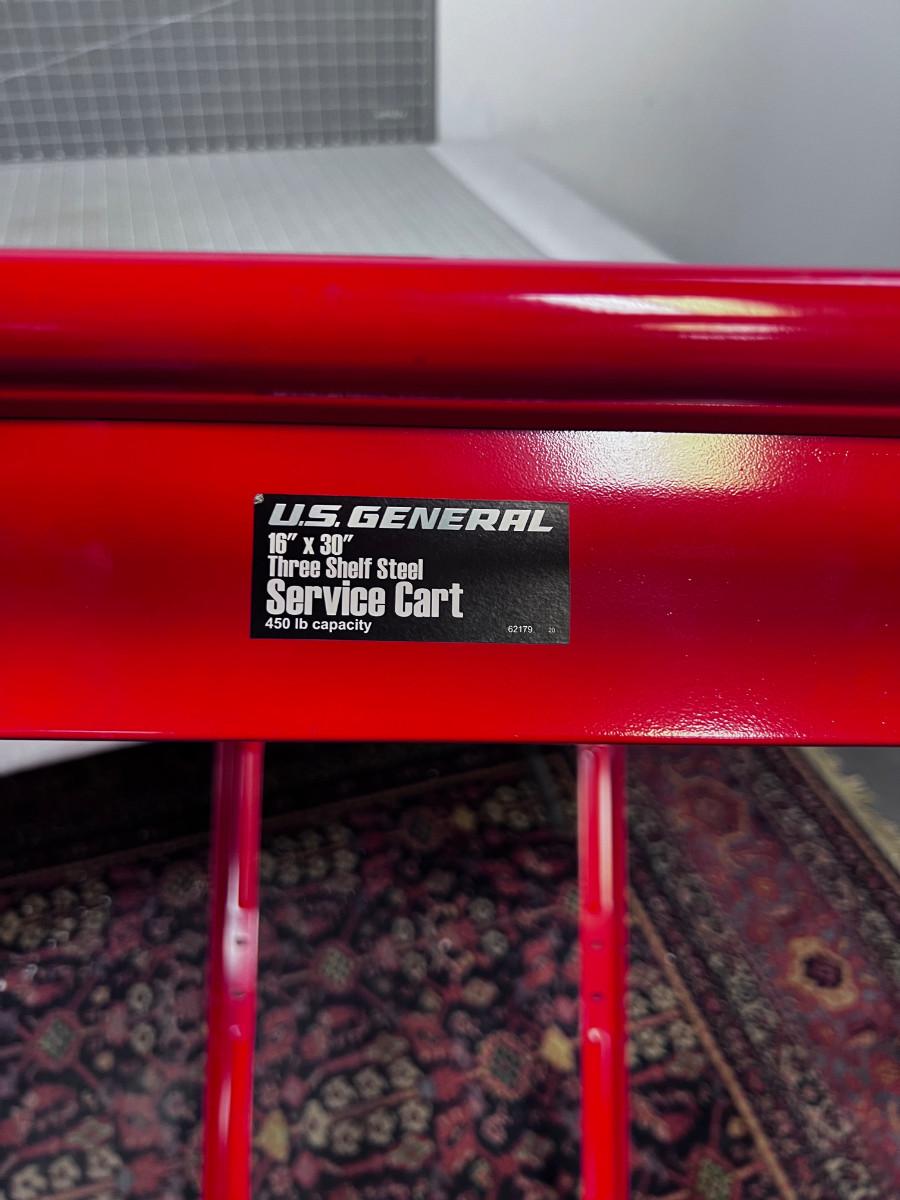 U.S. GENERAL
16" x 30"
Three Shelf Steel
Service Cart
450 lb capacity
62179 20